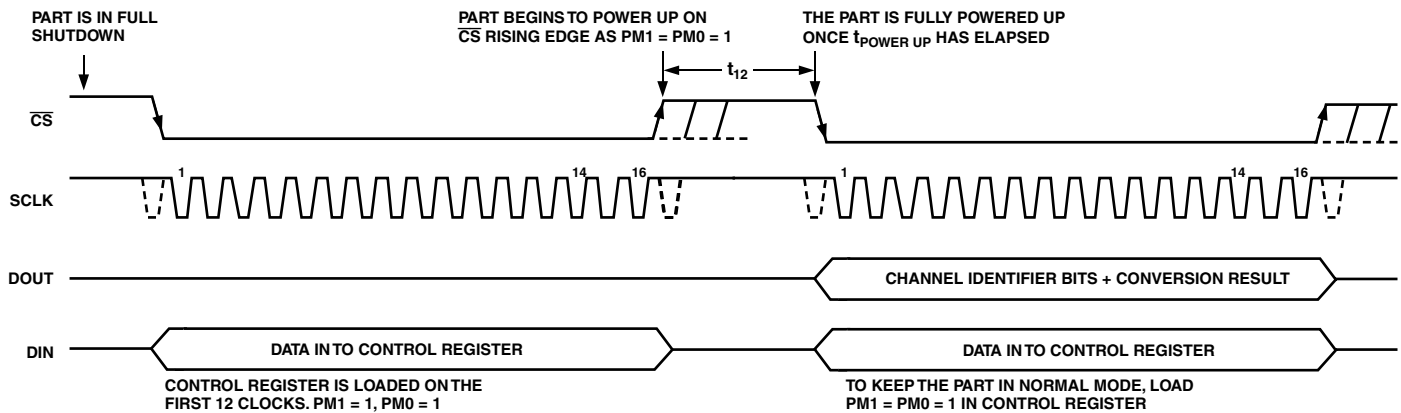 PART IS IN FULL
SHUTDOWN
PART BEGINS TO POWER UP ON
CS RISING EDGE AS PM1 = PM0 = 1
THE PART IS FULLY POWERED UP
ONCE tPOWER UP HAS ELAPSED
t12
CS
1
14
16
1
14
16
SCLK
DOUT
CHANNEL IDENTIFIER BITS + CONVERSION RESULT
DIN
DATA IN TO CONTROL REGISTER
DATA IN TO CONTROL REGISTER
CONTROL REGISTER IS LOADED ON THE
FIRST 12 CLOCKS. PM1 = 1, PM0 = 1
TO KEEP THE PART IN NORMAL MODE, LOAD
PM1 = PM0 = 1 IN CONTROL REGISTER